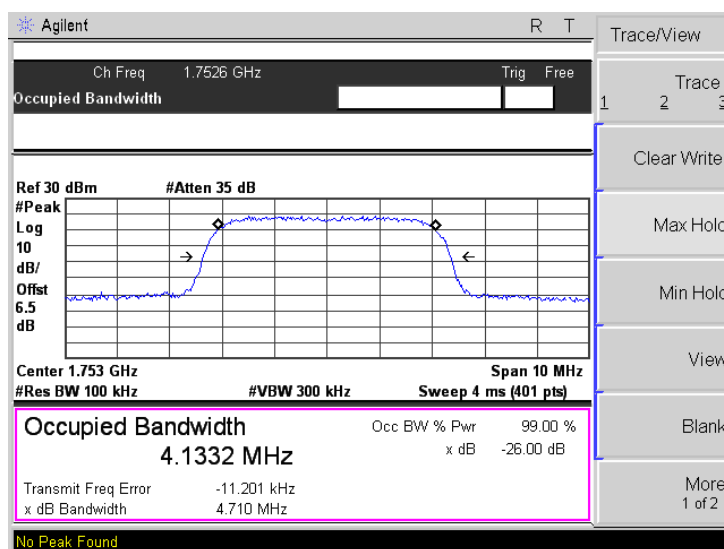 Agilent R T
Trace/View
Ch Freq 1.7526 GHz Trig Free
Occupied Bandwidth
Trace
1 2 3
Clear Write
Max Hold
Min Hold
View
Blank
More
1 of 2
Ref 30 dBm #Atten 35 dB
#Peak
Log
10
dB/
Offst
6.5
dB
Center 1.753 GHz Span 10 MHz
#Res BW 100 kHz #VBW 300 kHz Sweep 4 ms (401 pts)
Occupied Bandwidth Occ BW % Pwr 99.00 %
4.1332 MHz x dB -26.00 dB
Transmit Freq Error -11.201 kHz
x dB Bandwidth 4.710 MHz
No Peak Found